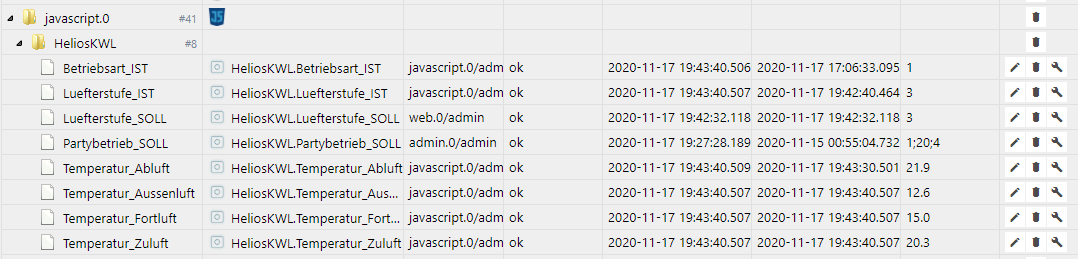 javascript.0 #41 JS
HeliosKWL #8
Betriebsart_IST HeliosKWL.Betriebsart_IST javascript.0/adm ok 2020-11-17 19:43:40.506 2020-11-17 17:06:33.095 1
Luefterstufe_IST HeliosKWL.Luefterstufe_IST javascript.0/adm ok 2020-11-17 19:43:40.507 2020-11-17 19:42:40.464 3
Luefterstufe_SOLL HeliosKWL.Luefterstufe_SOLL web.0/admin ok 2020-11-17 19:42:32.118 2020-11-17 19:42:32.118 3
Partybetrieb_SOLL HeliosKWL.Partybetrieb_SOLL admin.0/admin ok 2020-11-17 19:27:28.189 2020-11-15 00:55:04.732 1;20;4
Temperatur_Abluft HeliosKWL.Temperatur_Abluft javascript.0/adm ok 2020-11-17 19:43:40.509 2020-11-17 19:43:30.501 21.9
Temperatur_Aussenluft HeliosKWL.Temperatur_Aus... javascript.0/adm ok 2020-11-17 19:43:40.507 2020-11-17 19:43:40.507 12.6
Temperatur_Fortluft HeliosKWL.Temperatur_Fort... javascript.0/adm ok 2020-11-17 19:43:40.507 2020-11-17 19:43:40.507 15.0
Temperatur_Zuluft HeliosKWL.Temperatur_Zuluft javascript.0/adm ok 2020-11-17 19:43:40.507 2020-11-17 19:43:40.507 20.3